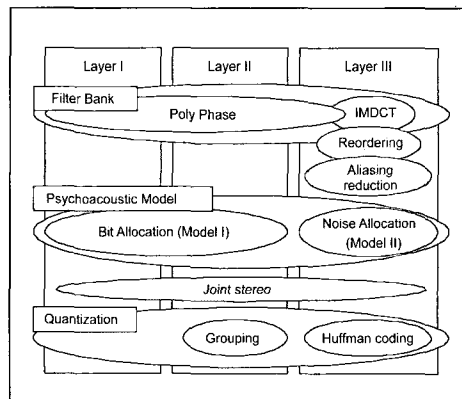 Layer I
Layer II
Layer III
Filter Bank
Poly Phase
IMDCT
Reordering
Aliasing
reduction
Psychoacoustic Model
Bit Allocation (Model I)
Noise Allocation
(Model II)
Joint stereo
Quantization
Grouping
Huffman coding